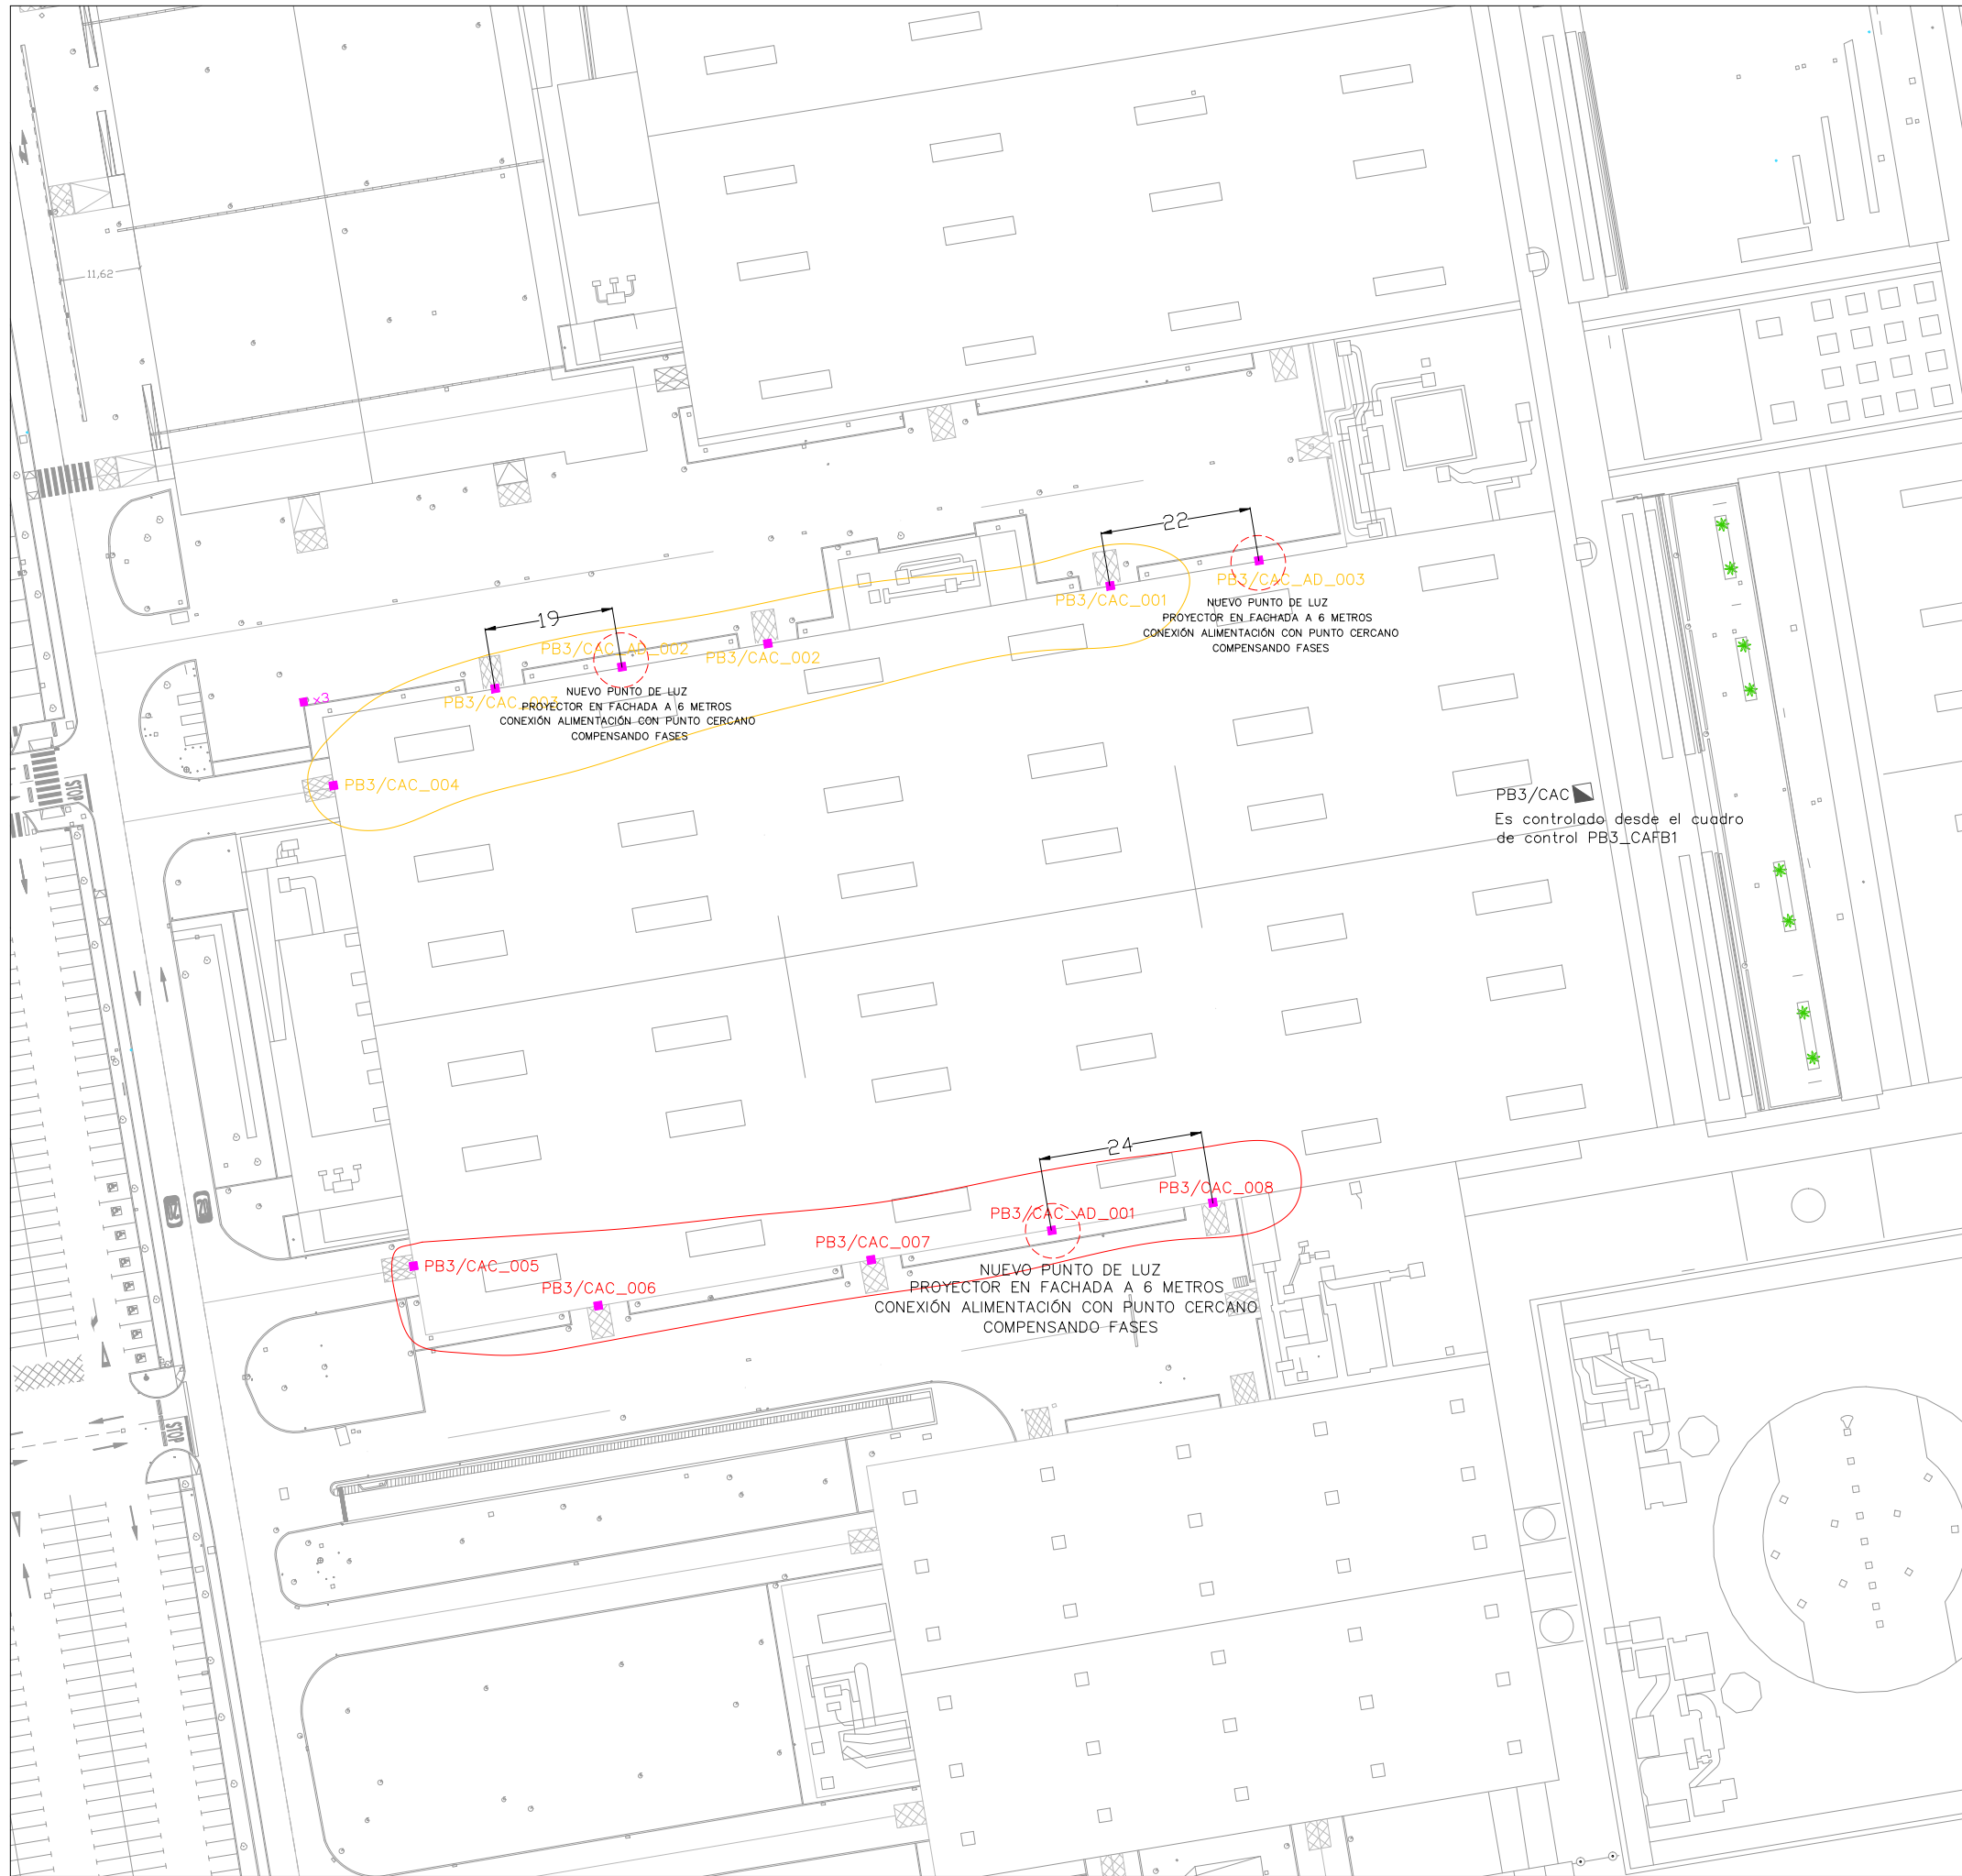 11,62
22
PB3/CAC_AD_003
PB3/CAC_001
NUEVO PUNTO DE LUZ
PROYECTOR EN FACHADA A 6 METROS
CONEXIÓN ALIMENTACIÓN CON PUNTO CERCANO
COMPENSANDO FASES
19
PB3/CAC_AD_002
PB3/CAC_002
PB3/CAC_003
x3
NUEVO PUNTO DE LUZ
PROYECTOR EN FACHADA A 6 METROS
CONEXIÓN ALIMENTACIÓN CON PUNTO CERCANO
COMPENSANDO FASES
PB3/CAC_004
STOP
PB3/CAC
Es controlado desde el cuadro
de control PB3_CAFB1
20
20
24
PB3/CAC_008
PB3/CAC_AD_001
PB3/CAC_007
PB3/CAC_005
PB3/CAC_006
NUEVO PUNTO DE LUZ
PROYECTOR EN FACHADA A 6 METROS
CONEXIÓN ALIMENTACIÓN CON PUNTO CERCANO
COMPENSANDO FASES
STOP